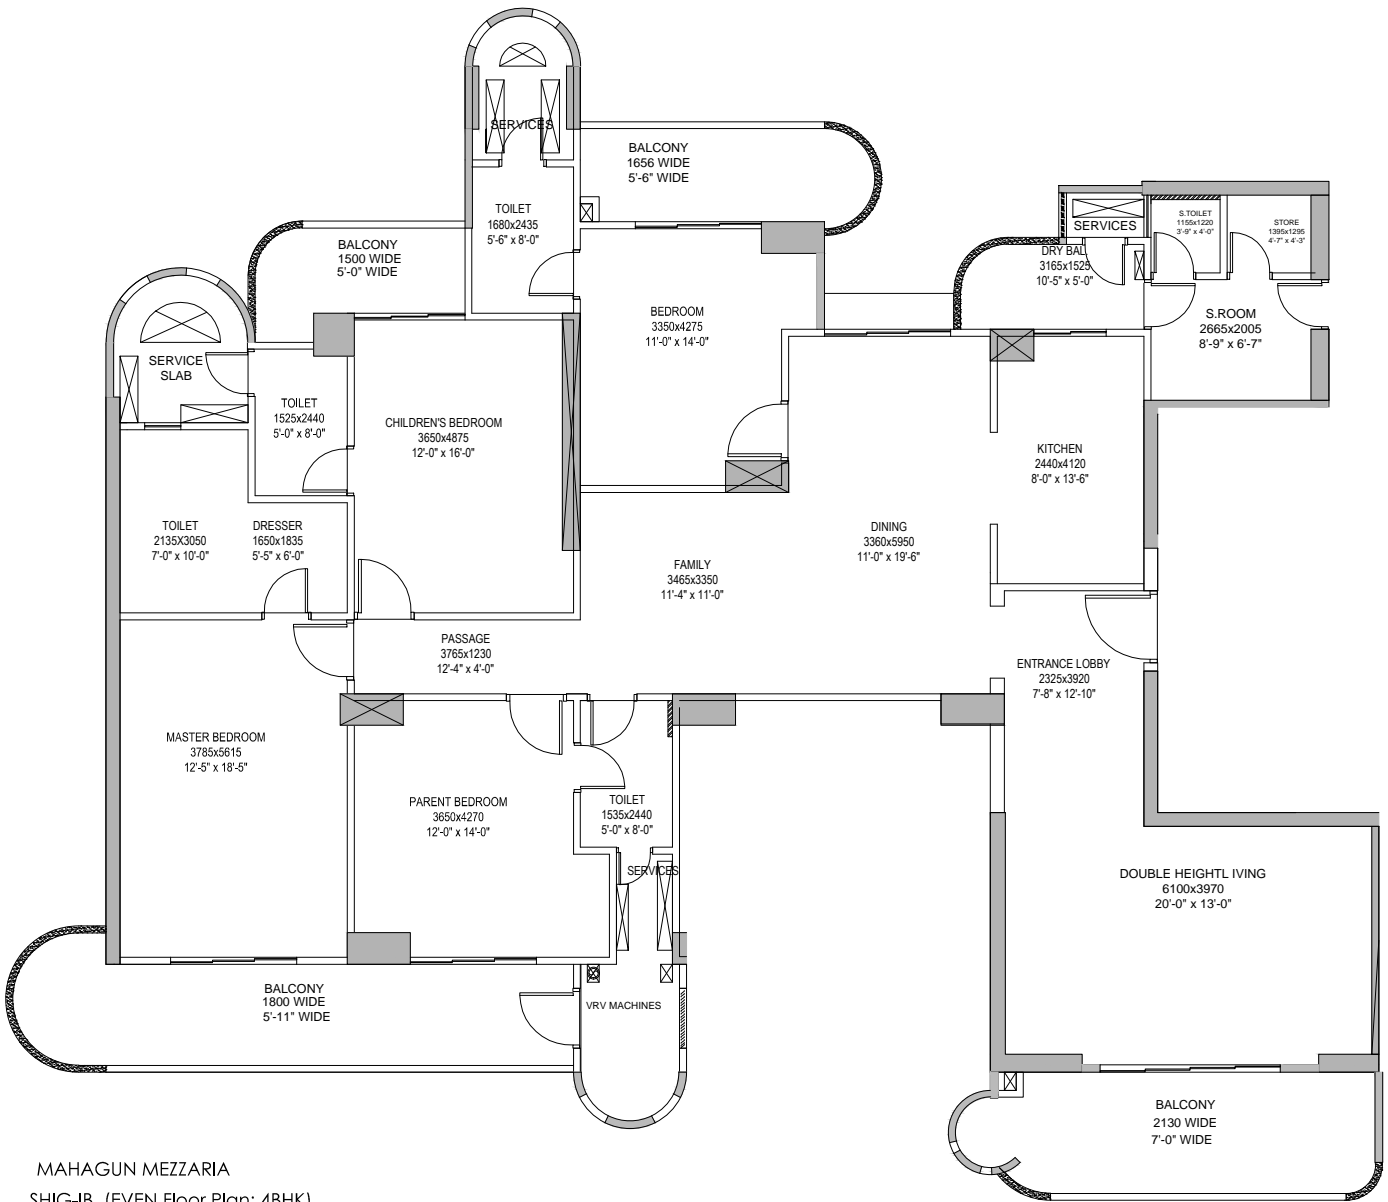 SERVICES
BALCONY
1656 WIDE
5'-6" WIDE
TOILET
1680x2435
5'-6" x 8'-0"
BALCONY
1500 WIDE
5'-0" WIDE
S.TOILET
1155x1220
3'-9" x 4'-0"
STORE
1395x1295
4'-7" x 4'-3"
SERVICES
DRY BAL
3165x1525
10'-5" x 5'-0"
S.ROOM
2665x2005
8'-9" x 6'-7"
BEDROOM
3350x4275
11'-0" x 14'-0"
SERVICE
SLAB
TOILET
1525x2440
5'-0" x 8'-0"
CHILDREN'S BEDROOM
3650x4875
12'-0" x 16'-0"
KITCHEN
2440x4120
8'-0" x 13'-6"
TOILET
2135X3050
7'-0" x 10'-0"
DRESSER
1650x1835
5'-5" x 6'-0"
DINING
3360x5950
11'-0" x 19'-6"
FAMILY
3465x3350
11'-4" x 11'-0"
PASSAGE
3765x1230
12'-4" x 4'-0"
ENTRANCE LOBBY
2325x3920
7'-8" x 12'-10"
MASTER BEDROOM
3785x5615
12'-5" x 18'-5"
PARENT BEDROOM
3650x4270
12'-0" x 14'-0"
TOILET
1535x2440
5'-0" x 8'-0"
SERVICES
DOUBLE HEIGHTL IVING
6100x3970
20'-0" x 13'-0"
BALCONY
1800 WIDE
5'-11" WIDE
VRV MACHINES
BALCONY
2130 WIDE
7'-0" WIDE
MAHAGUN MEZZARIA
SHIG-IB (EVEN Floor Plan: 4BHK)